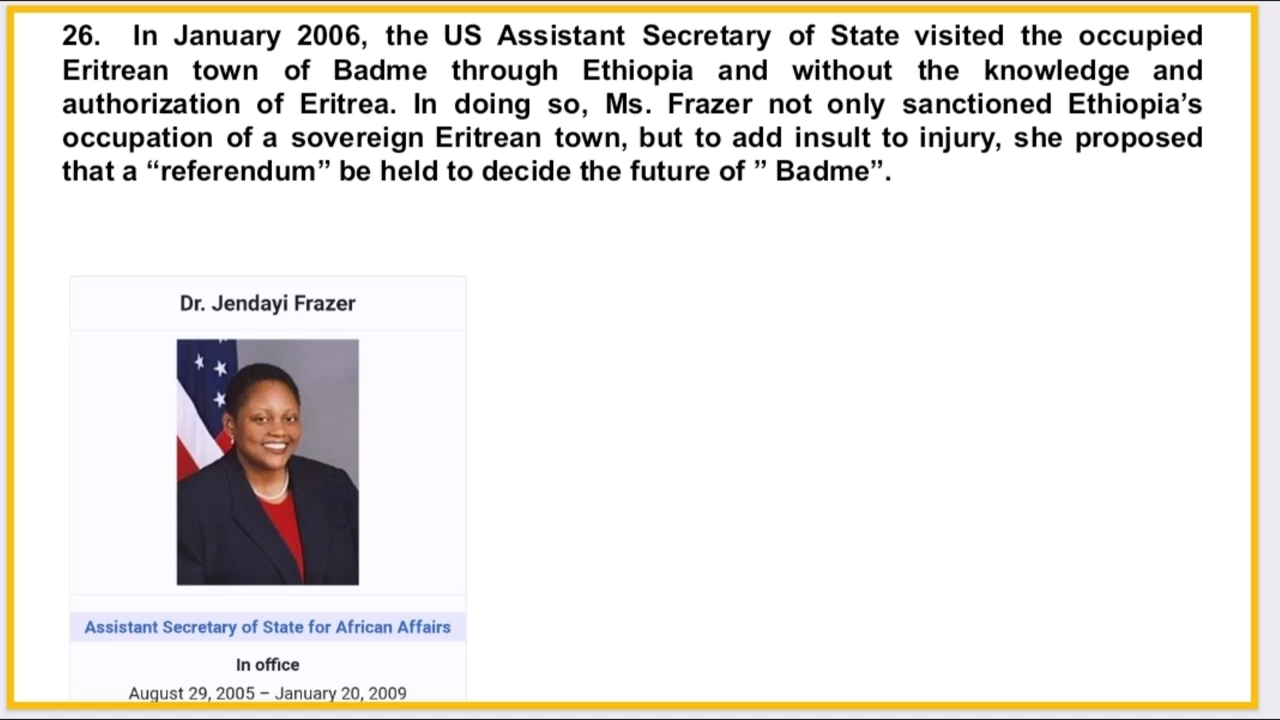 26. In January 2006, the US Assistant Secretary of State visited the occupied
Eritrean town of Badme through Ethiopia and without the knowledge and
authorization of Eritrea. In doing so, Ms. Frazer not only sanctioned Ethiopia’s
occupation of a sovereign Eritrean town, but to add insult to injury, she proposed
that a “referendum” be held to decide the future of ” Badme”.
Dr. Jendayi Frazer
Assistant Secretary of State for African Affairs
In office
August 29, 2005 – January 20, 2009